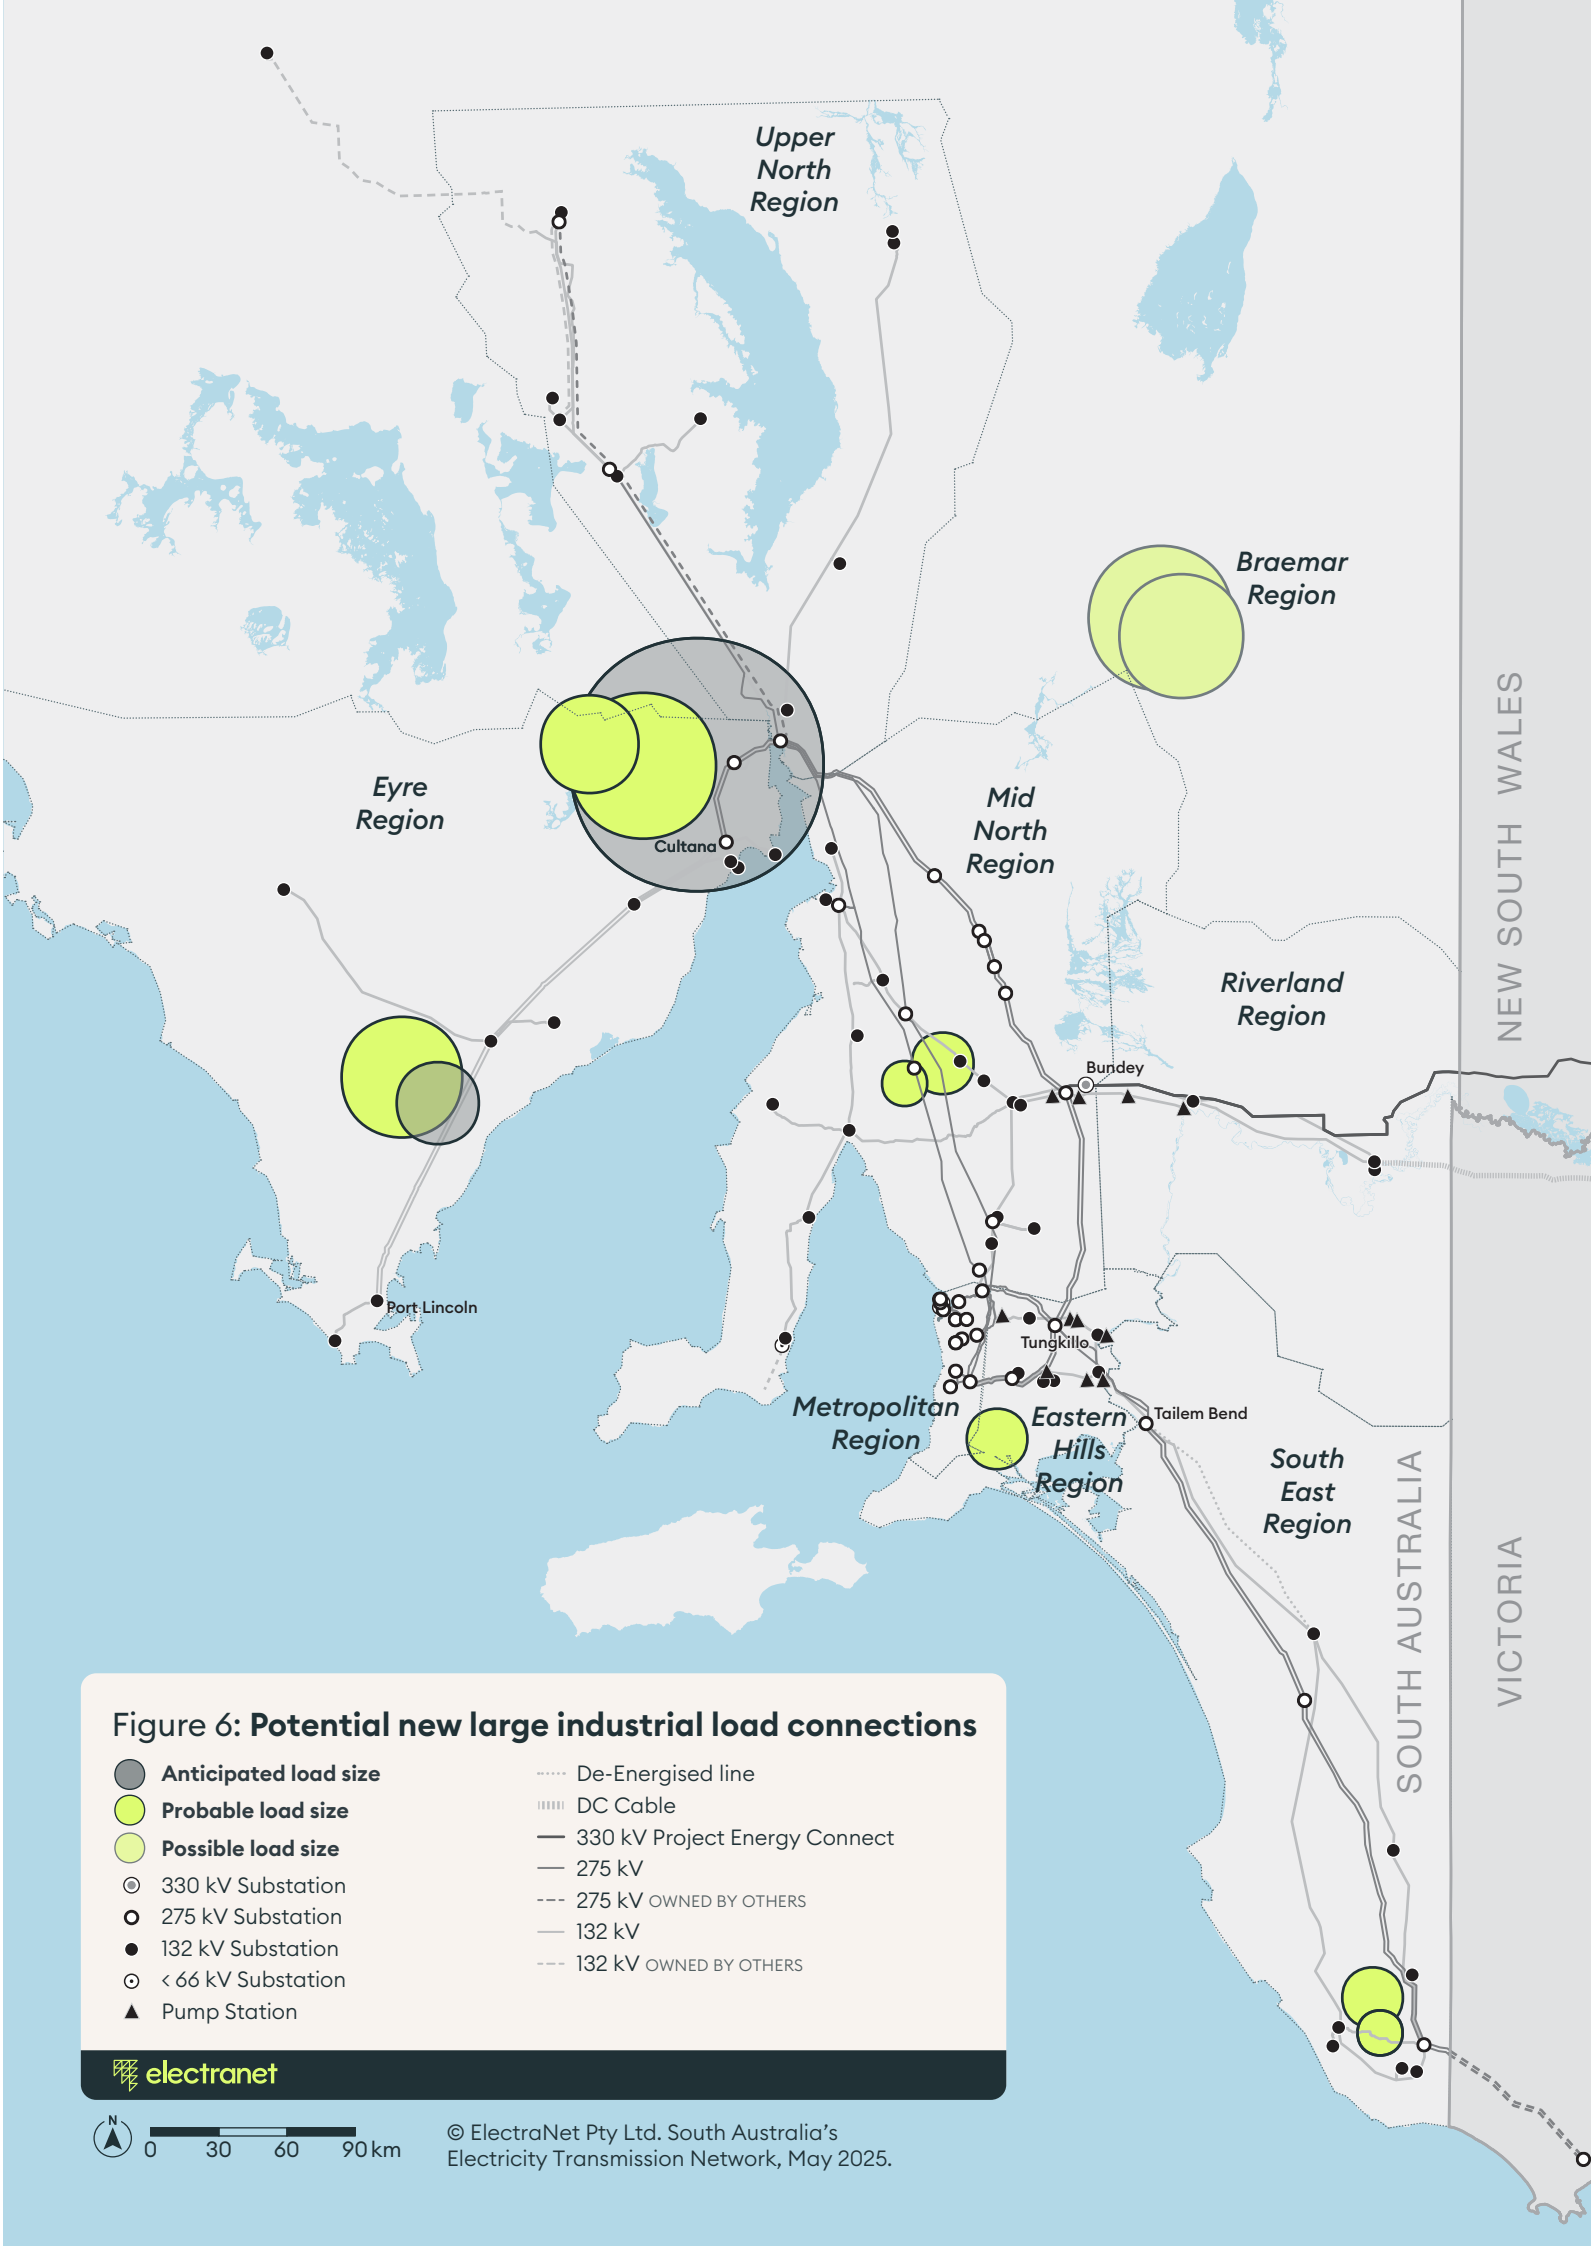 Upper
North
Region
Braemar
Region
Eyre
Region
Cultana
Mid
North
Region
NEW SOUTH WALES
Riverland
Region
Bundey
Port Lincoln
Tungkillo
Metropolitan
Region
Eastern
Hills
Region
Tailem Bend
South
East
Region
SOUTH AUSTRALIA
VICTORIA
Figure 6: Potential new large industrial load connections
Anticipated load size
Probable load size
Possible load size
330 kV Substation
275 kV Substation
132 kV Substation
< 66 kV Substation
Pump Station
De-Energised line
DC Cable
330 kV Project Energy Connect
275 kV
275 kV OWNED BY OTHERS
132 kV
132 kV OWNED BY OTHERS
electranet
N
0 30 60 90 km
© ElectraNet Pty Ltd. South Australia's
Electricity Transmission Network, May 2025.